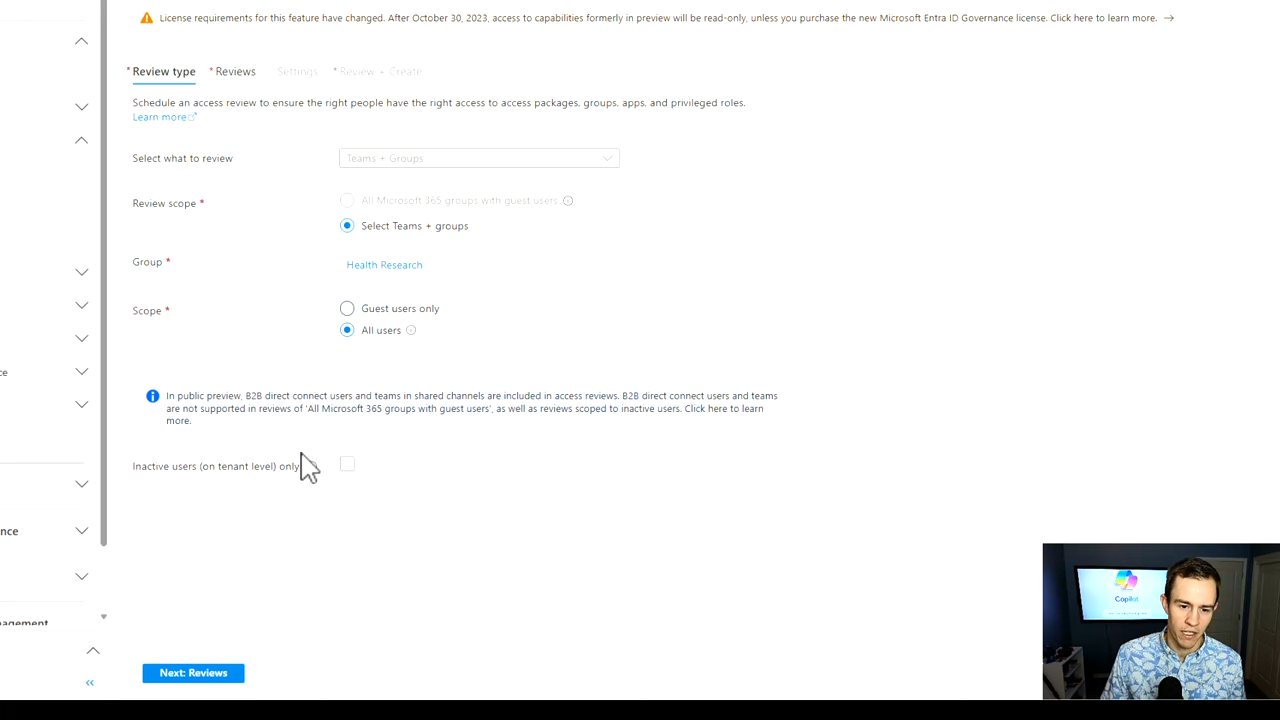 License requirements for this feature have changed. After October 30, 2023, access to capabilities formerly in preview will be read-only, unless you purchase the new Microsoft Entra ID Governance license. Click here to learn more. →
* Review type * Reviews Settings * Review + Create
Schedule an access review to ensure the right people have the right access to access packages, groups, apps, and privileged roles.
Learn more
Select what to review
Teams + Groups
Review scope *
All Microsoft 365 groups with guest users
Select Teams + groups
Group *
Health Research
Scope *
Guest users only
All users
ce
In public preview, B2B direct connect users and teams in shared channels are included in access reviews. B2B direct connect users and teams
are not supported in reviews of 'All Microsoft 365 groups with guest users', as well as reviews scoped to inactive users. Click here to learn
more.
Inactive users (on tenant level) only
nce
agement
Next: Reviews
Copilot